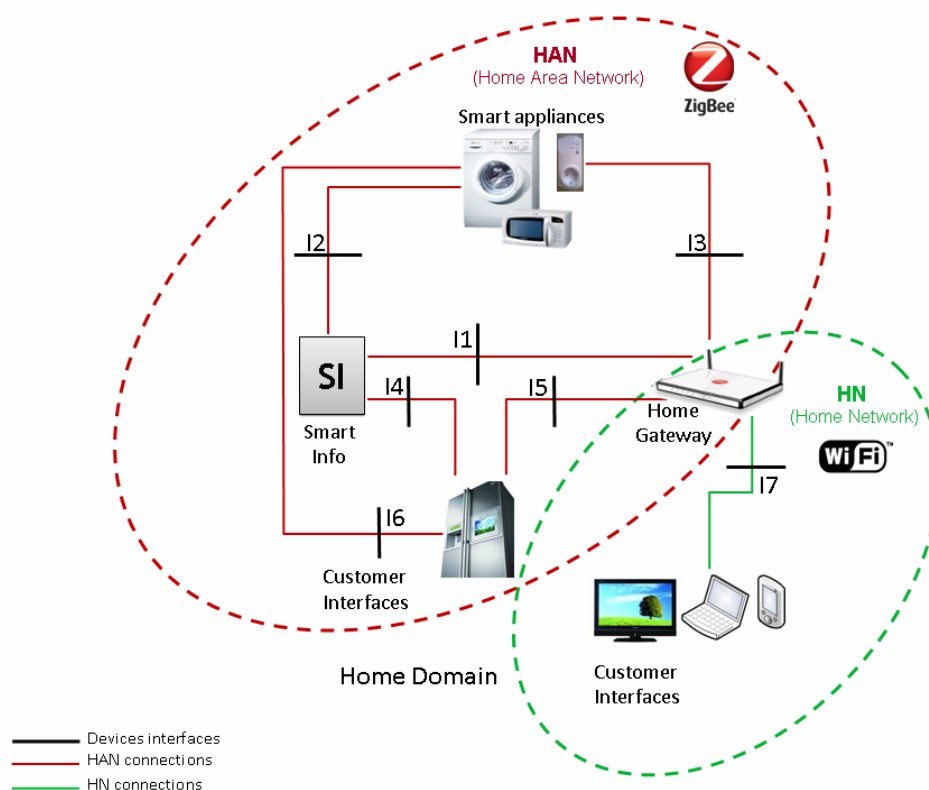 HAN
(Home Area Network)
ZigBee
Smart appliances
I2
I3
I1
SI
I4
I5
HN
(Home Network)
Home
Gateway
Smart
Info
WiFi™
I7
I6
Customer
Interfaces
Customer
Interfaces
Home Domain
Devices interfaces
HAN connections
HN connections